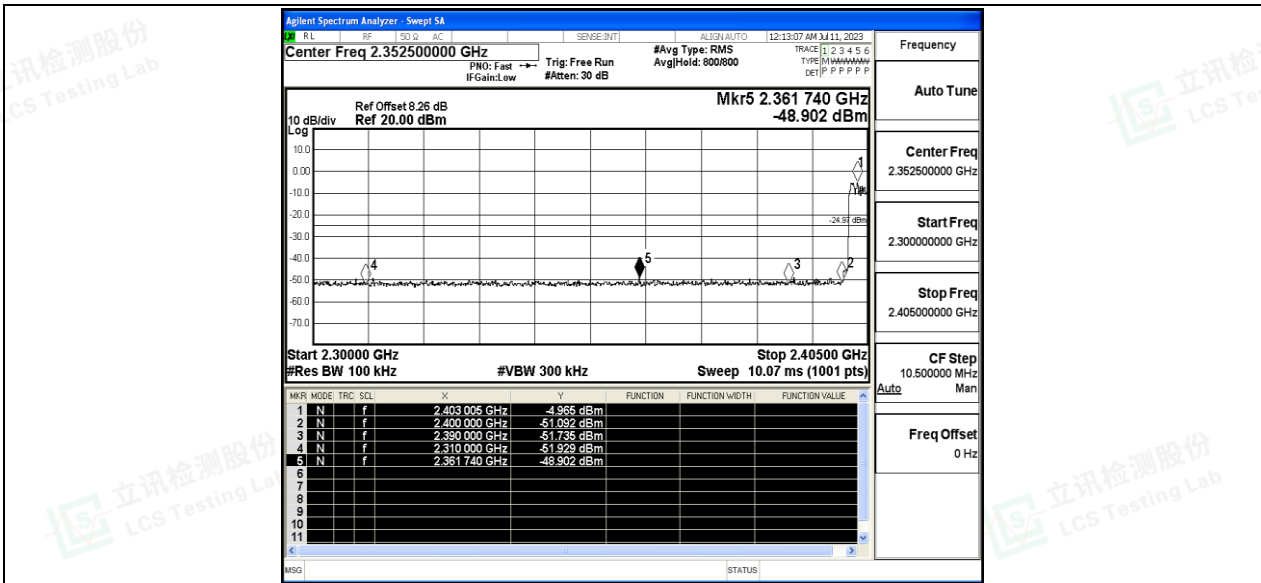 Agilent Spectrum Analyzer - Swept SA
RL RF 50 Ω AC SENSE:INT ALIGN AUTO 12:13:07 AM Jul 11, 2023
Center Freq 2.352500000 GHz
PNO: Fast
IFGain:Low
Trig: Free Run
#Atten: 30 dB
#Avg Type: RMS
Avg|Hold: 800/800
TRACE 1 2 3 4 5 6
TYPE M
DET P P P P P P
Frequency
Auto Tune
Center Freq
2.352500000 GHz
Start Freq
2.300000000 GHz
Stop Freq
2.405000000 GHz
CF Step
10.500000 MHz
Auto Man
Freq Offset
0 Hz
Mkr5 2.361 740 GHz
-48.902 dBm
Ref Offset 8.26 dB
10 dB/div Ref 20.00 dBm
Log
10.0
0.00
-10.0
-20.0
-30.0
-40.0
-50.0
-60.0
-70.0
1
-24.97 dBm
4
5
3
2
Start 2.30000 GHz Stop 2.40500 GHz
#Res BW 100 kHz #VBW 300 kHz Sweep 10.07 ms (1001 pts)
MKR MODE TRC SCL X Y FUNCTION FUNCTION WIDTH FUNCTION VALUE
1 N f 2.403 005 GHz -4.965 dBm
2 N f 2.400 000 GHz -51.092 dBm
3 N f 2.390 000 GHz -51.735 dBm
4 N f 2.310 000 GHz -51.929 dBm
5 N f 2.361 740 GHz -48.902 dBm
6
7
8
9
10
11
MSG STATUS
讯检测股份
LCS Testing Lab
立讯检
LCS Te
立讯检测股份
LCS Testing La
立讯检测股份
LCS Testing Lab